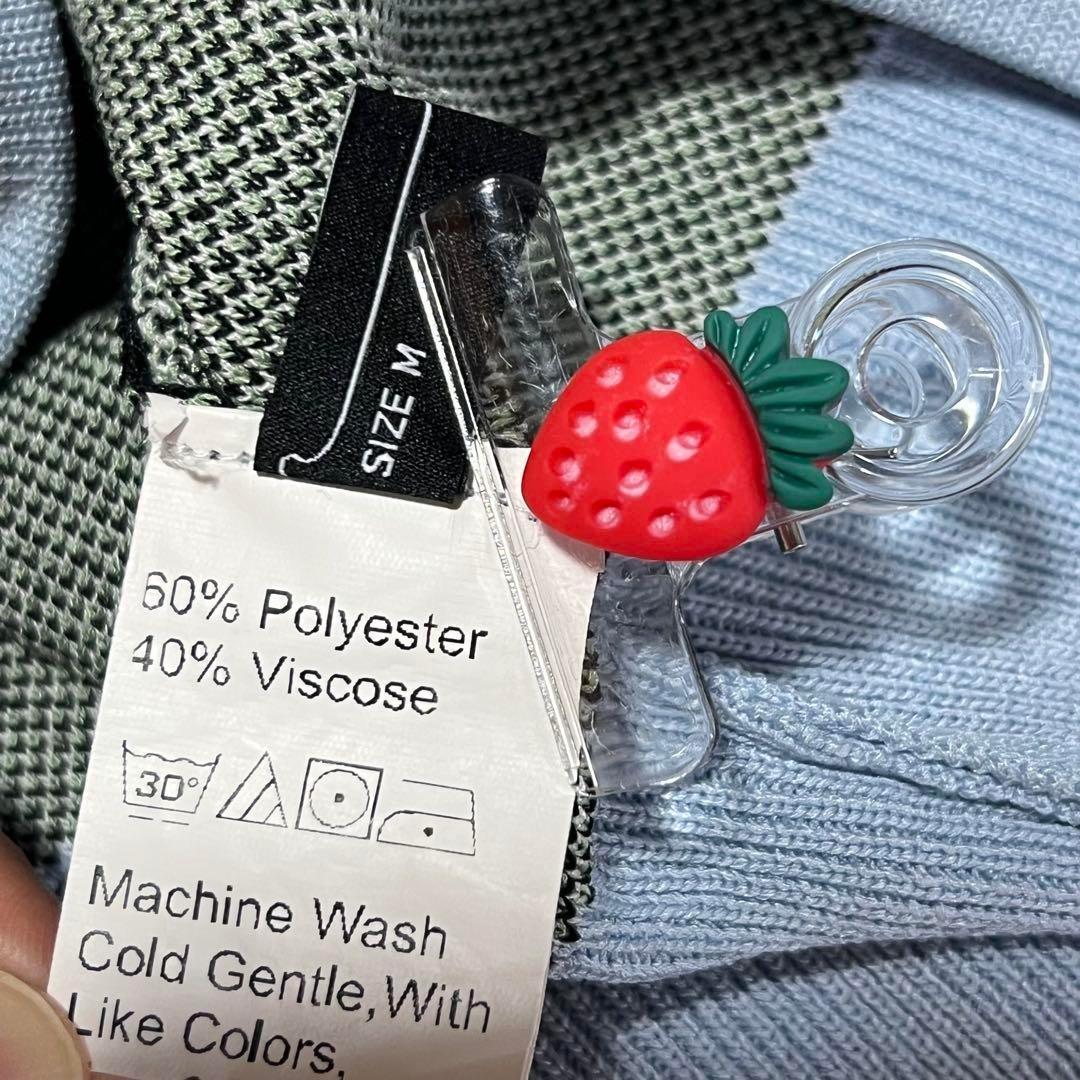 SIZE M
60% Polyester
40% Viscose
30°
Machine Wash
Cold Gentle,With
Like Colors,